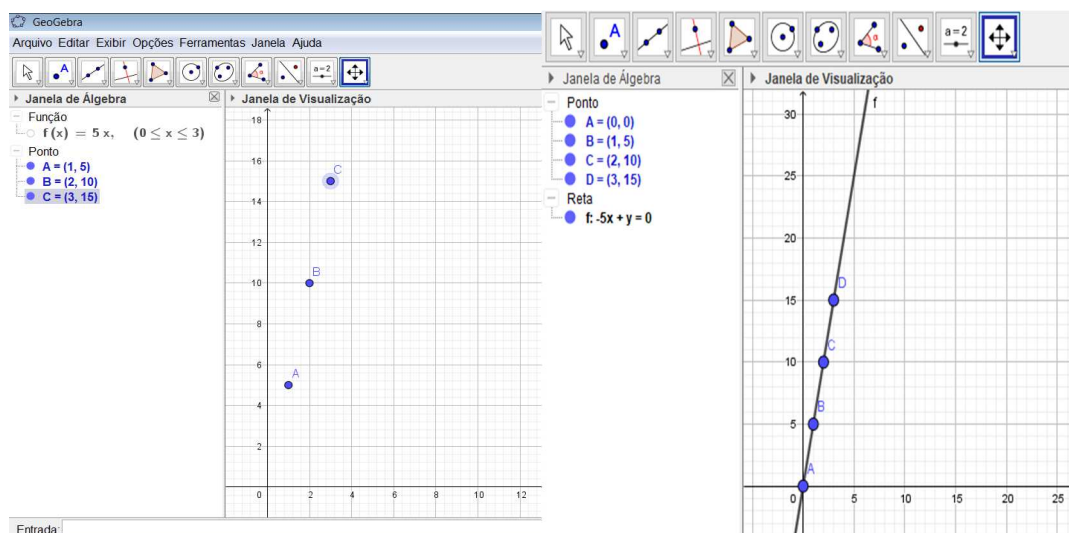 GeoGebra
Arquivo Editar Exibir Opções Ferramentas Janela Ajuda
A
α
a=2
Janela de Álgebra
Função
f(x) = 5 x, (0 ≤ x ≤ 3)
Ponto
A = (1, 5)
B = (2, 10)
C = (3, 15)
Janela de Visualização
18
16
14
12
10
8
6
4
2
0 2 4 6 8 10 12
C
B
A
Entrada:
A
α
a=2
Janela de Álgebra
Ponto
A = (0, 0)
B = (1, 5)
C = (2, 10)
D = (3, 15)
Reta
f: -5x + y = 0
Janela de Visualização
f
30
25
20
15
10
5
0 5 10 15 20 25
D
C
B
A